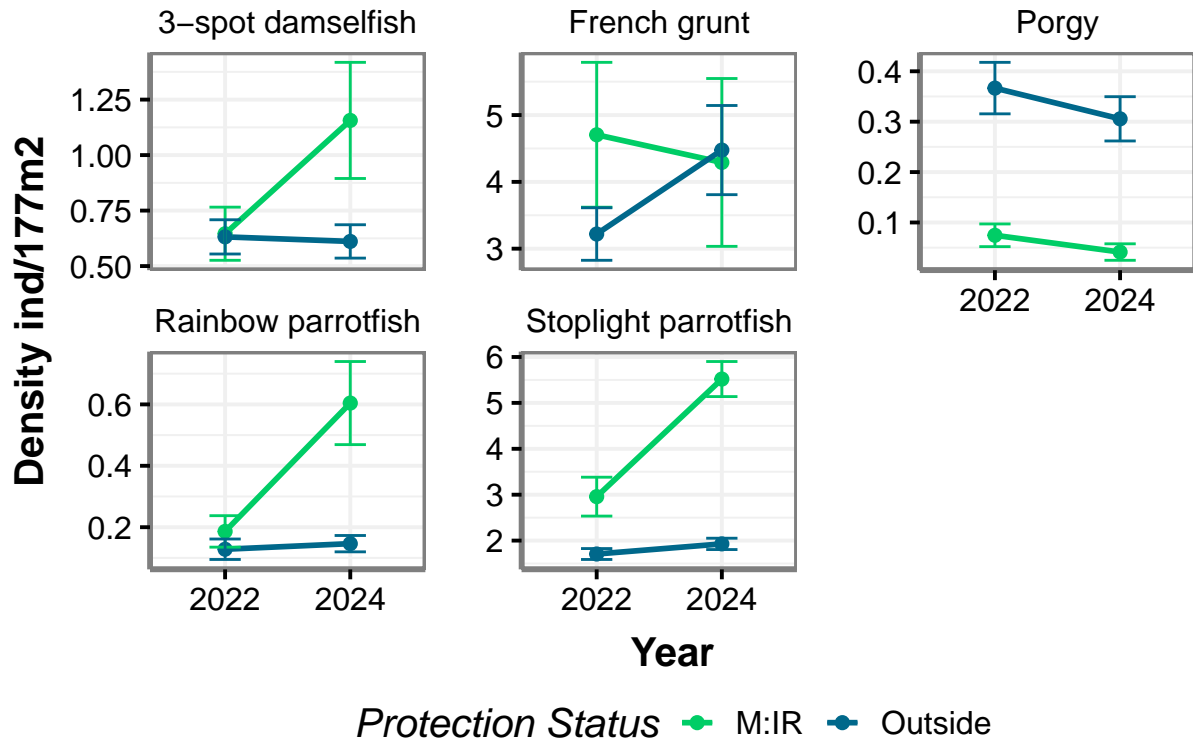 3−spot damselfish
French grunt
Porgy
1.25
1.00
0.75
0.50
5
4
3
0.4
0.3
0.2
0.1
2022 2024
Rainbow parrotfish
Stoplight parrotfish
0.6
0.4
0.2
6
5
4
3
2
2022 2024
2022 2024
Density ind/177m2
Year
Protection Status M:IR Outside